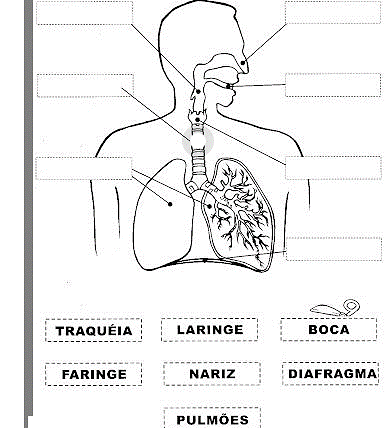 TRAQUÉIA LARINGE BOCA
FARINGE NARIZ DIAFRAGMA
PULMÕES